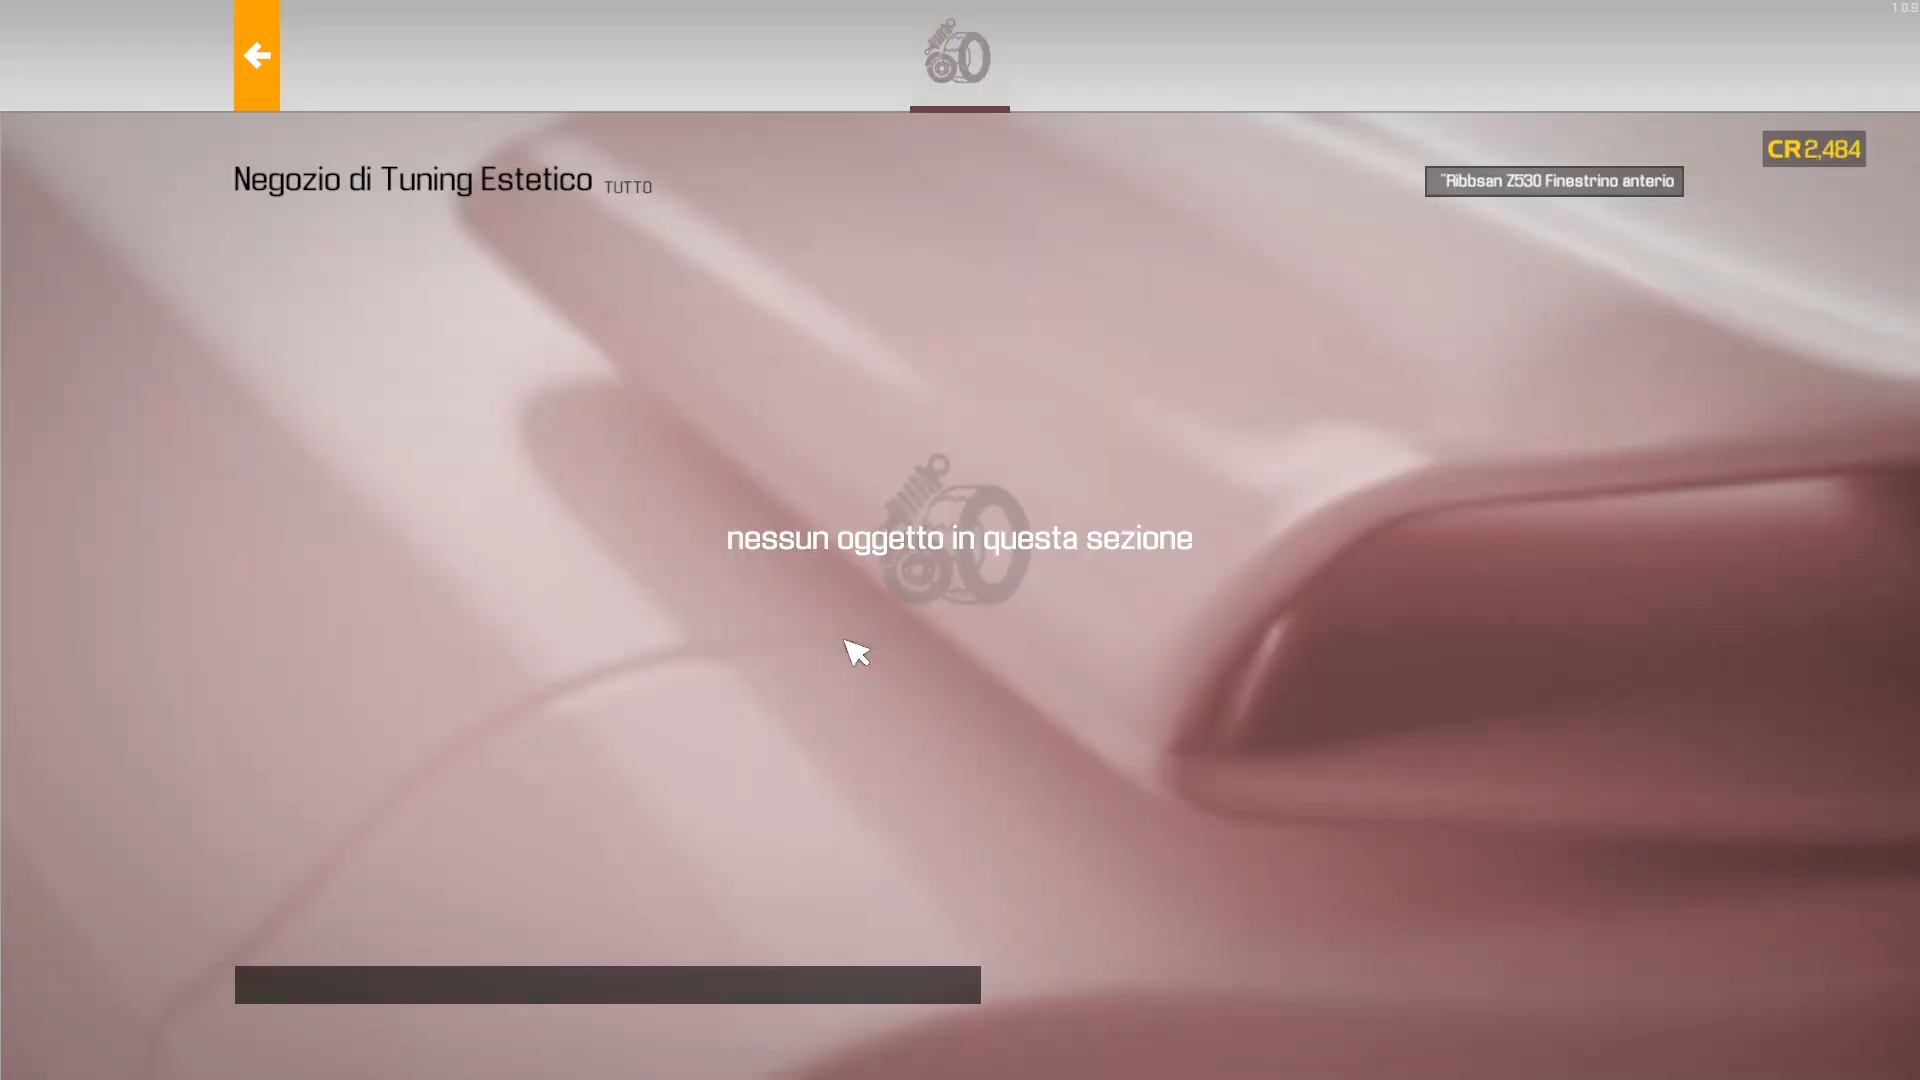 1.0.9
CR 2,484
Negozio di Tuning Estetico TUTTO
"Ribbsan Z530 Finestrino anterio
nessun oggetto in questa sezione